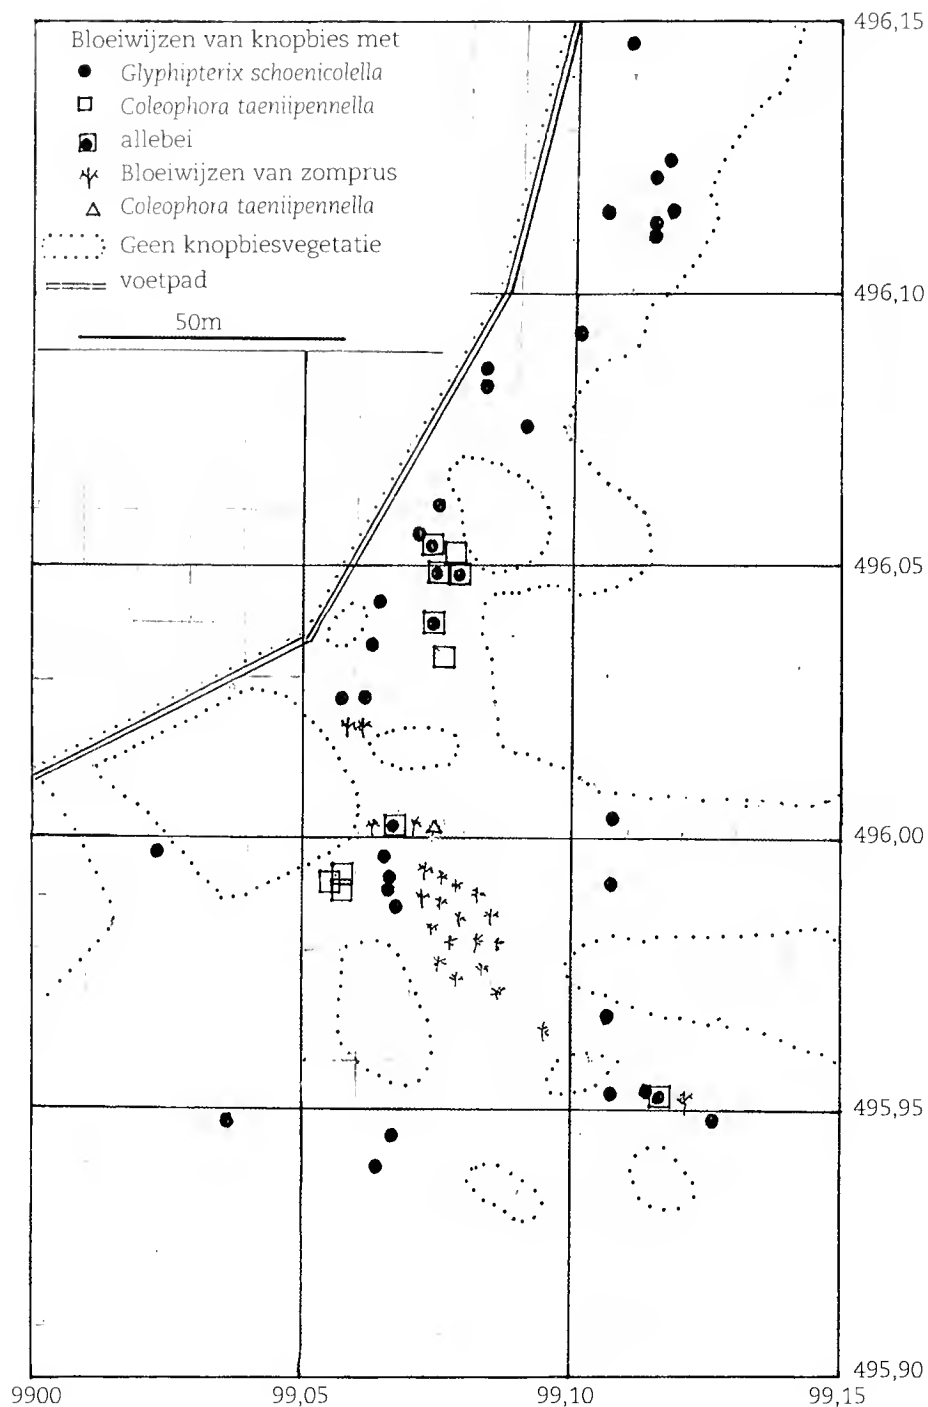 Bloeiwijzen van knopbies met
Glyphipterix schoenicolella
Coleophora taeniipennella
allebei
Bloeiwijzen van zomprus
Coleophora taeniipennella
Geen knopbiesvegetatie
voetpad
50m
496,15
496,10
496,05
496,00
495,95
495,90
9900
99,05
99,10
99,15